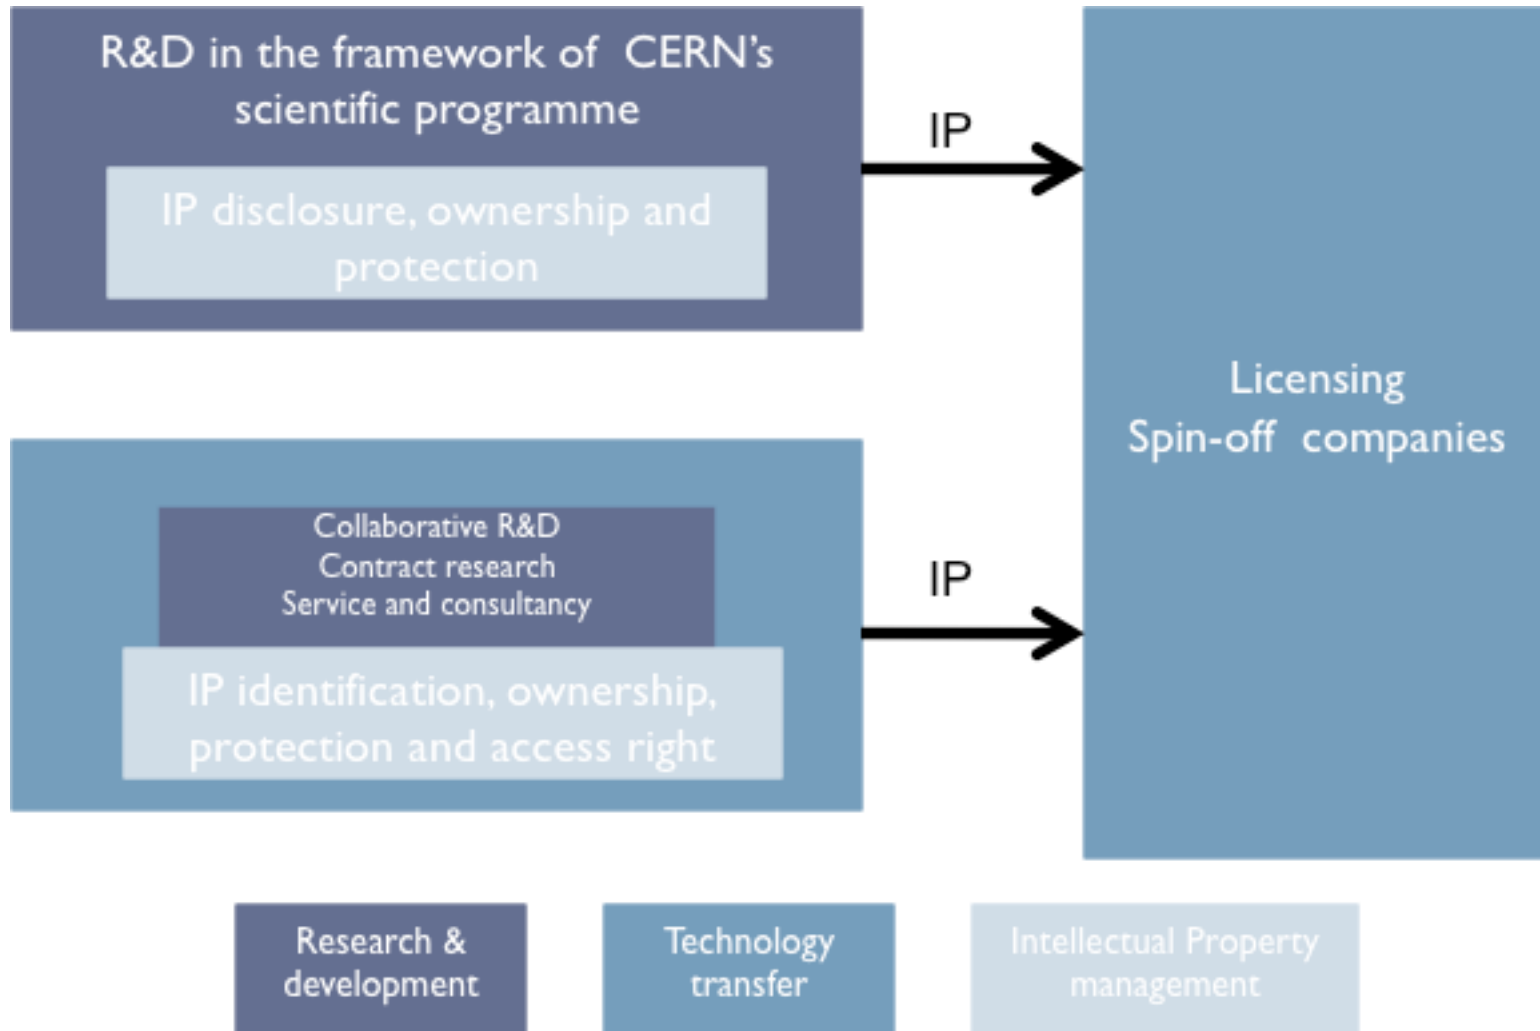 R&D in the framework of CERN's
scientific programme
IP disclosure, ownership and
protection
IP
Licensing
Spin-off companies
Collaborative R&D
Contract research
Service and consultancy
IP
IP identification, ownership,
protection and access right
Research &
development
Technology
transfer
Intellectual Property
management